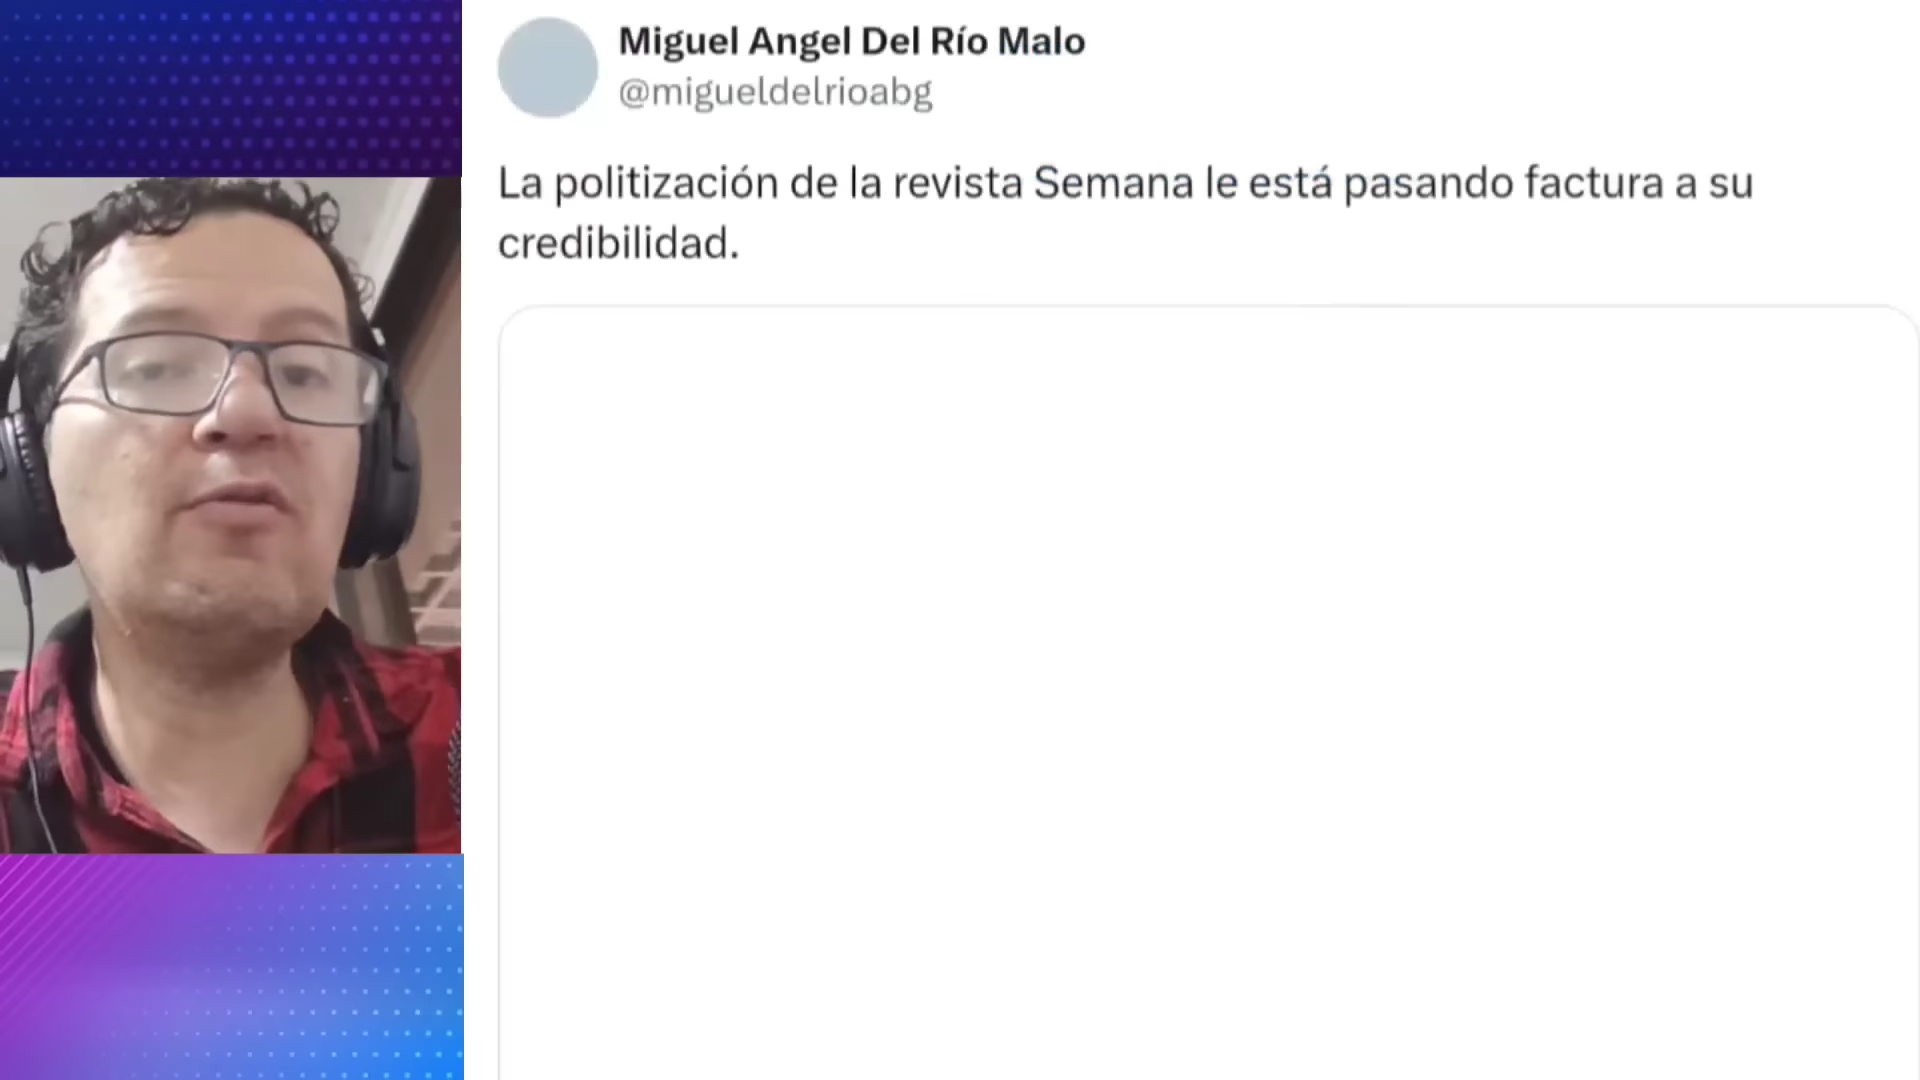 Miguel Angel Del Río Malo
@migueldelrioabg
La politización de la revista Semana le está pasando factura a su
credibilidad.